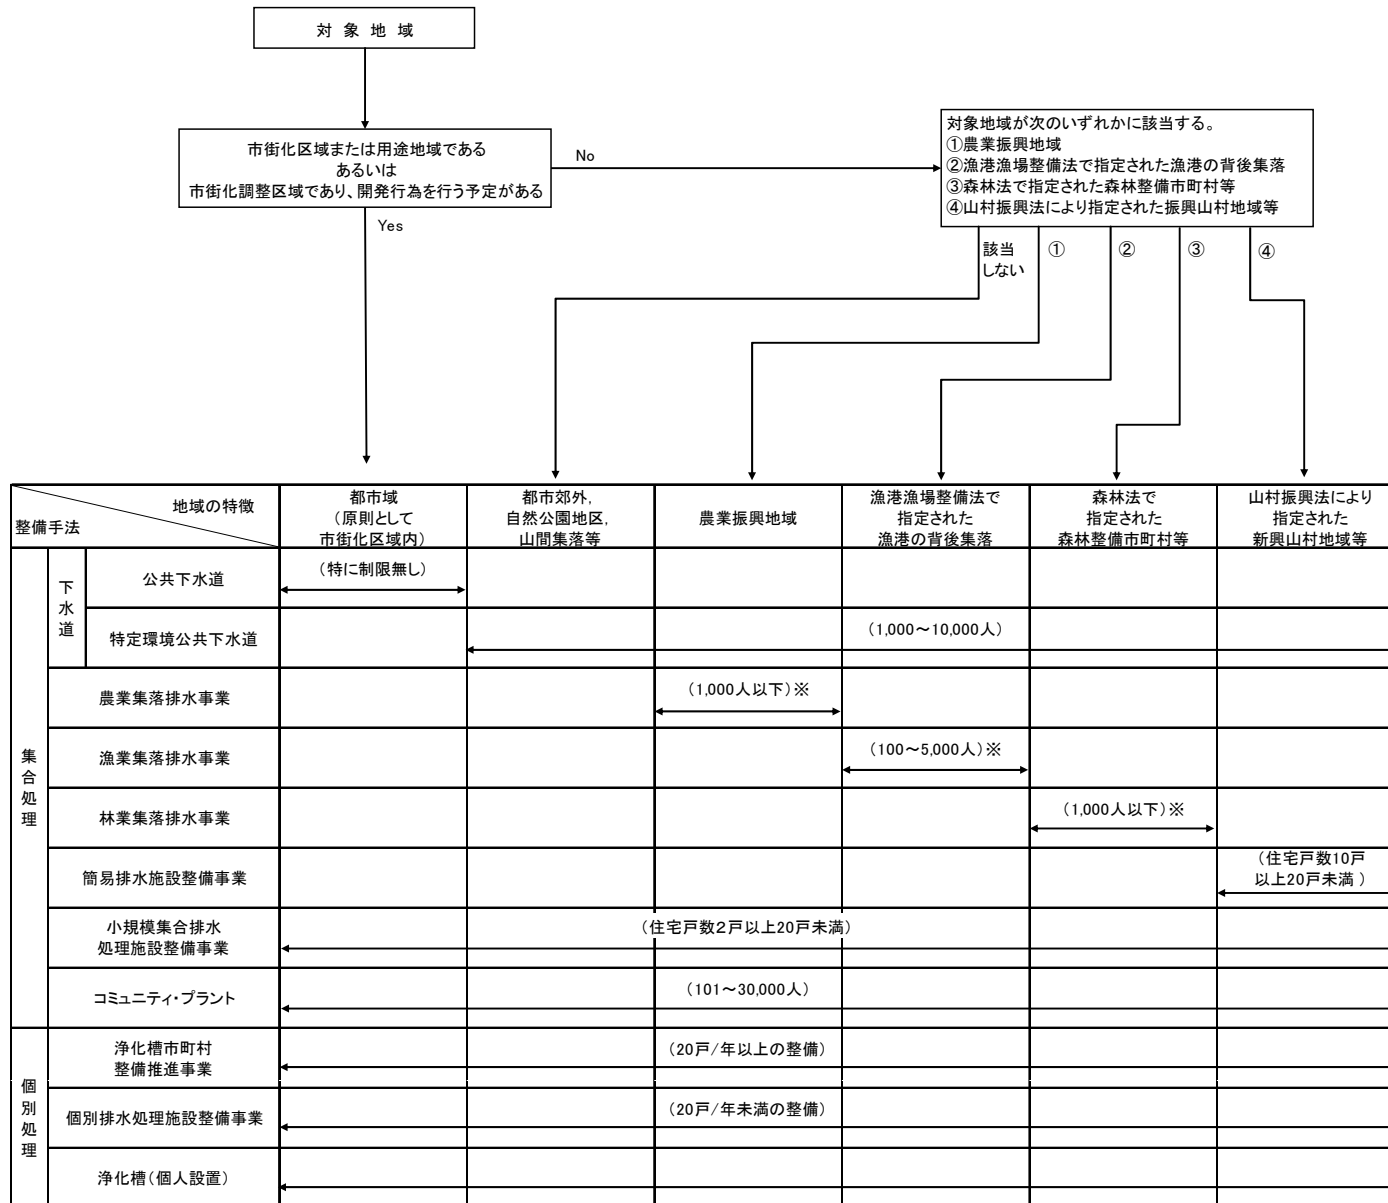 対 象 地 域
市街化区域または用途地域である
あるいは
市街化調整区域であり、開発行為を行う予定がある
No
Yes
対象地域が次のいずれかに該当する。
①農業振興地域
②漁港漁場整備法で指定された漁港の背後集落
③森林法で指定された森林整備市町村等
④山村振興法により指定された振興山村地域等
該当
しない
①
②
③
④
地域の特徴
整備手法
都市域
（原則として
市街化区域内）
都市郊外，
自然公園地区，
山間集落等
農業振興地域
漁港漁場整備法で
指定された
漁港の背後集落
森林法で
指定された
森林整備市町村等
山村振興法により
指定された
新興山村地域等
集合処理
下水道
公共下水道
（特に制限無し）
特定環境公共下水道
（1,000～10,000人）
農業集落排水事業
（1,000人以下）※
漁業集落排水事業
（100～5,000人）※
林業集落排水事業
（1,000人以下）※
簡易排水施設整備事業
（住宅戸数10戸
以上20戸未満 ）
小規模集合排水
処理施設整備事業
（住宅戸数２戸以上20戸未満）
コミュニティ・プラント
（101～30,000人）
個別処理
浄化槽市町村
整備推進事業
（20戸/年以上の整備）
個別排水処理施設整備事業
（20戸/年未満の整備）
浄化槽（個人設置）